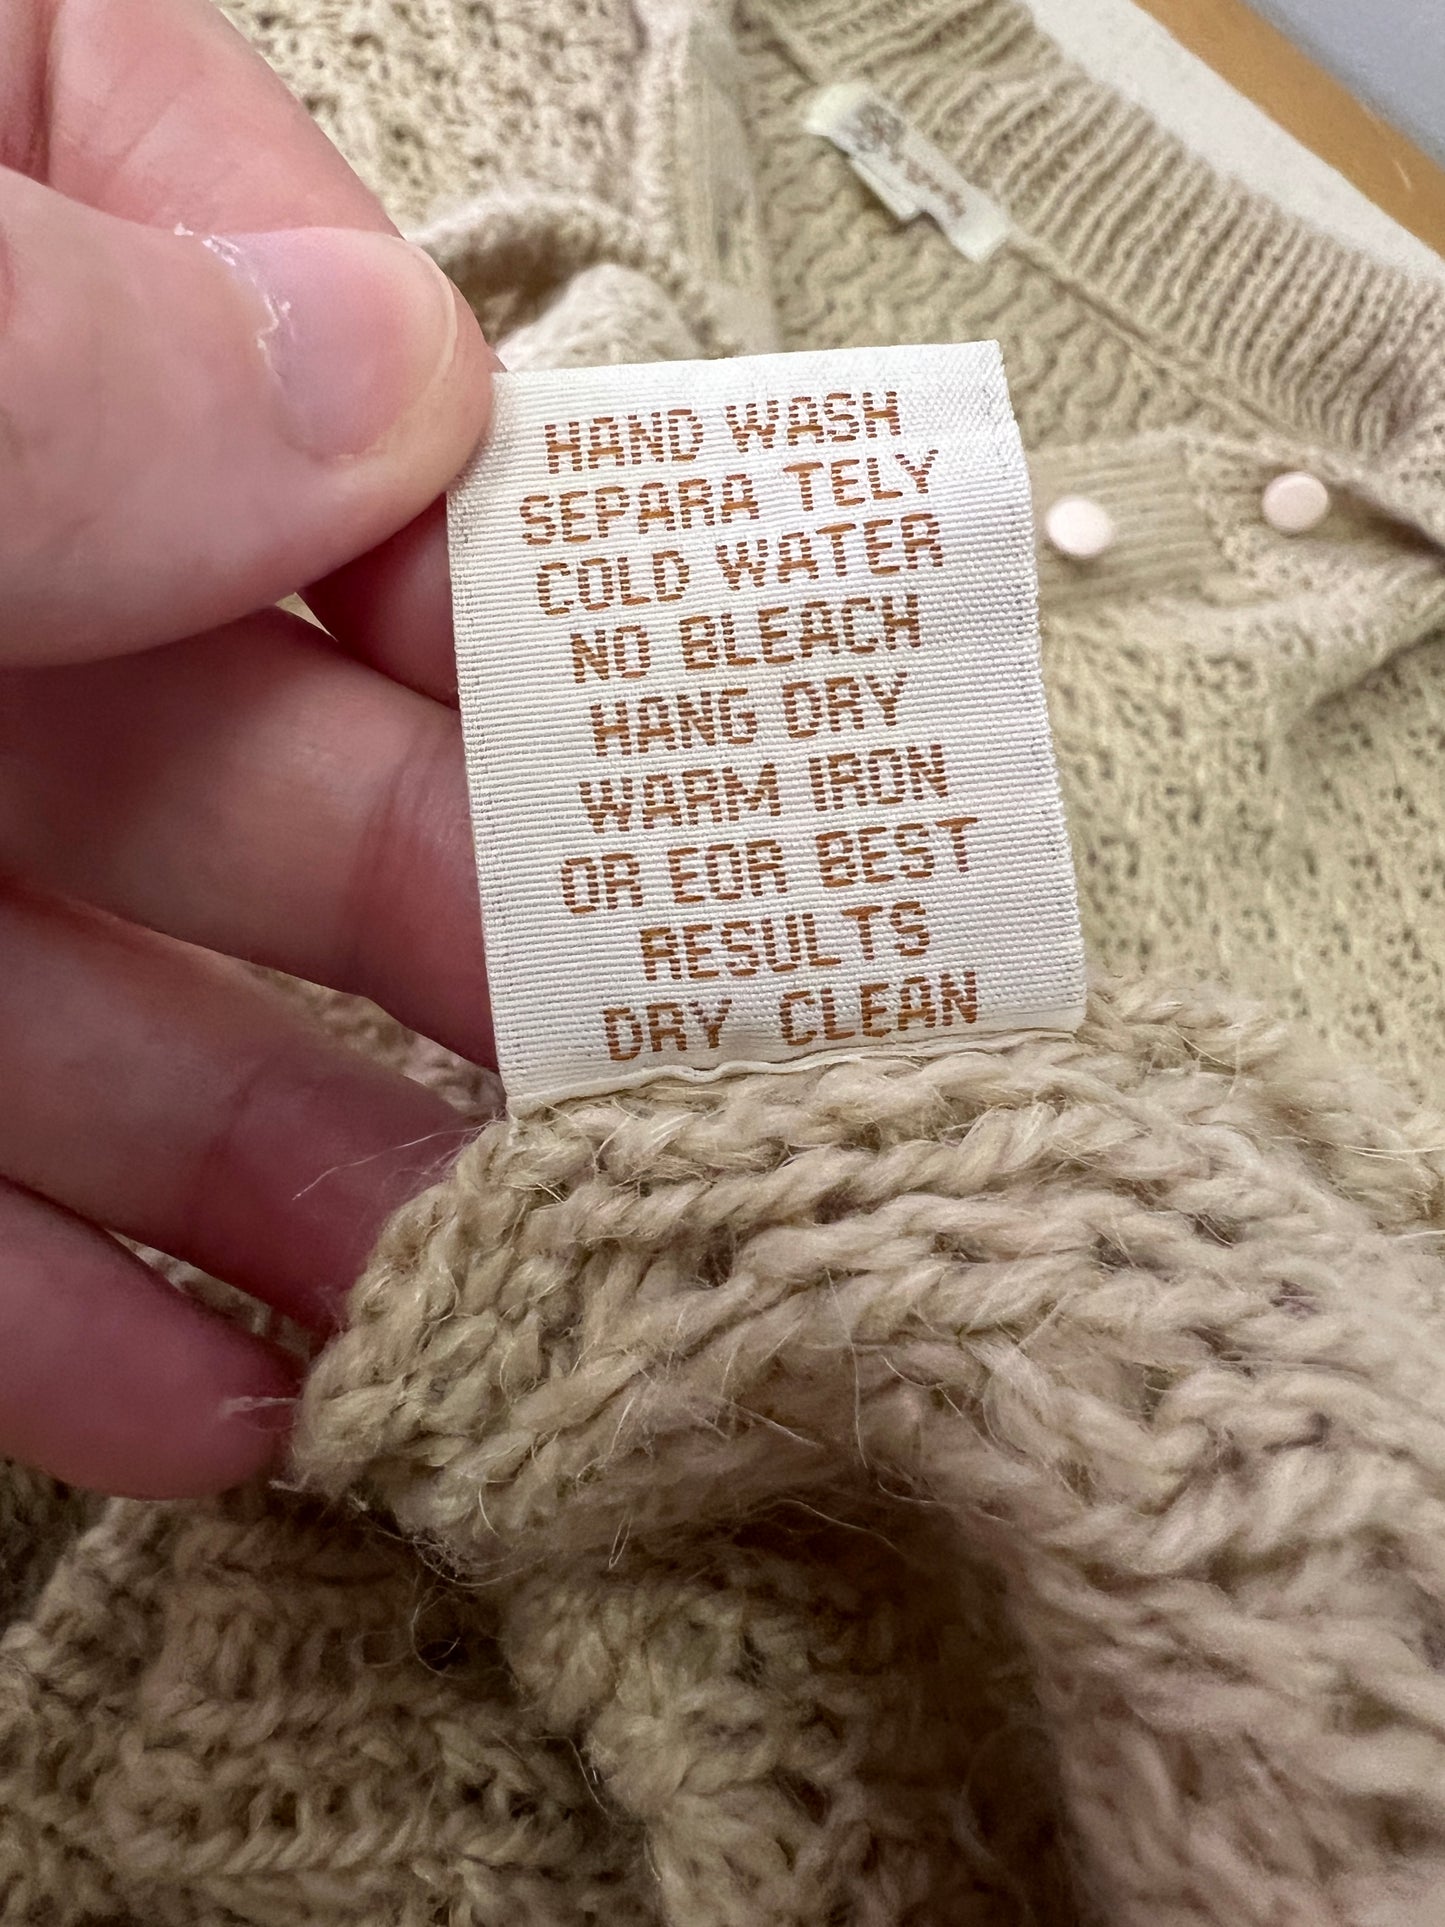 HAND WASH
SEPARA TELY
COLD WATER
NO BLEACH
HANG DRY
WARM IRON
OR EOR BEST
RESULTS
DRY CLEAN